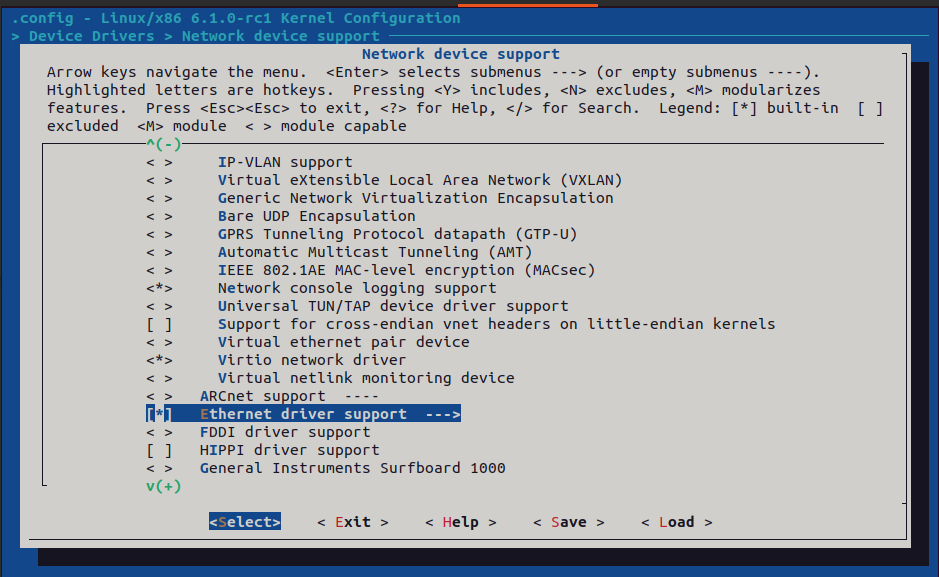 .config - Linux/x86 6.1.0-rc1 Kernel Configuration
> Device Drivers > Network device support
Network device support
Arrow keys navigate the menu.  <Enter> selects submenus ---> (or empty submenus ----).
Highlighted letters are hotkeys.  Pressing <Y> includes, <N> excludes, <M> modularizes
features.  Press <Esc><Esc> to exit, <?> for Help, </> for Search.  Legend: [*] built-in  [ ]
excluded  <M> module  < > module capable
^(-)
< >     IP-VLAN support
< >     Virtual eXtensible Local Area Network (VXLAN)
< >     Generic Network Virtualization Encapsulation
< >     Bare UDP Encapsulation
< >     GPRS Tunneling Protocol datapath (GTP-U)
< >     Automatic Multicast Tunneling (AMT)
< >     IEEE 802.1AE MAC-level encryption (MACsec)
<*>     Network console logging support
< >     Universal TUN/TAP device driver support
[ ]     Support for cross-endian vnet headers on little-endian kernels
< >     Virtual ethernet pair device
<*>     Virtio network driver
< >     Virtual netlink monitoring device
< >   ARCnet support  ----
[*]   Ethernet driver support  --->
< >   FDDI driver support
[ ]   HIPPI driver support
< >   General Instruments Surfboard 1000
v(+)
<Select>    < Exit >    < Help >    < Save >    < Load >